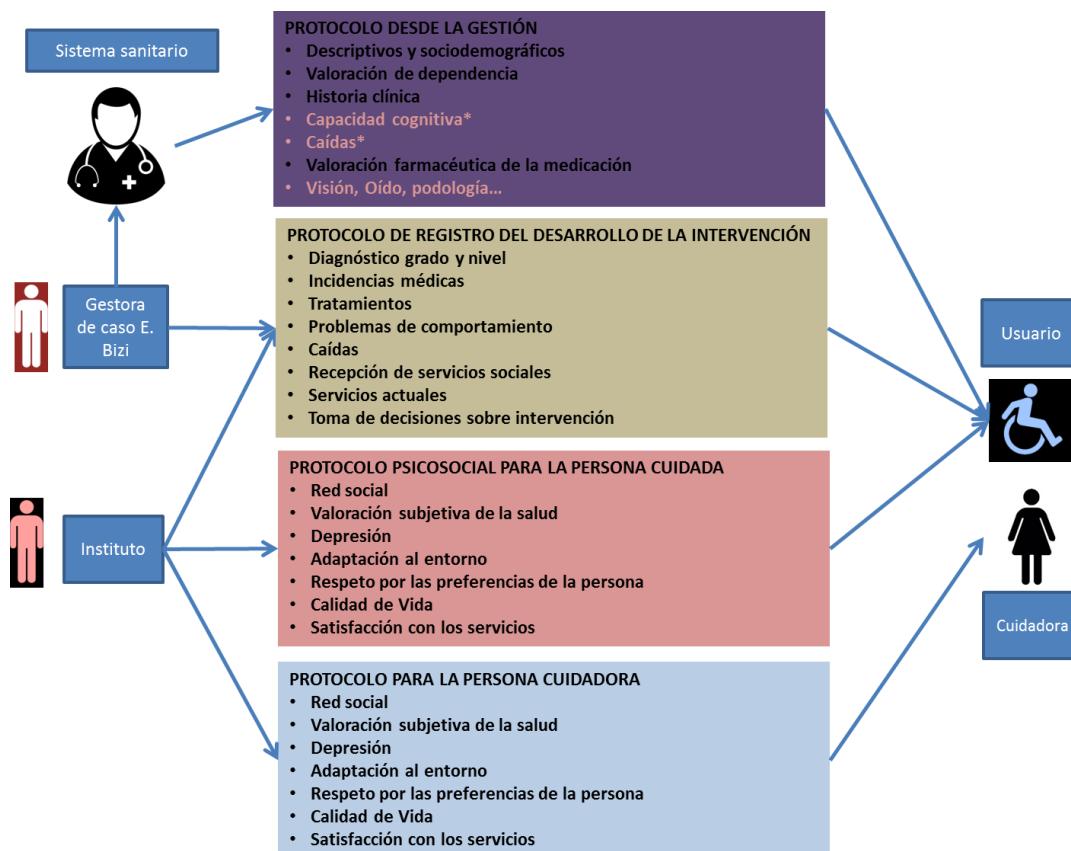 Sistema sanitario
PROTOCOLO DESDE LA GESTIÓN
• Descriptivos y sociodemográficos
• Valoración de dependencia
• Historia clínica
• Capacidad cognitiva*
• Caídas*
• Valoración farmacéutica de la medicación
• Visión, Oído, podología...
PROTOCOLO DE REGISTRO DEL DESARROLLO DE LA INTERVENCIÓN
• Diagnóstico grado y nivel
• Incidencias médicas
• Tratamientos
• Problemas de comportamiento
• Caídas
• Recepción de servicios sociales
• Servicios actuales
• Toma de decisiones sobre intervención
Gestora
de caso E.
Bizi
Usuario
PROTOCOLO PSICOSOCIAL PARA LA PERSONA CUIDADA
• Red social
• Valoración subjetiva de la salud
• Depresión
• Adaptación al entorno
• Respeto por las preferencias de la persona
• Calidad de Vida
• Satisfacción con los servicios
Instituto
Cuidadora
PROTOCOLO PARA LA PERSONA CUIDADORA
• Red social
• Valoración subjetiva de la salud
• Depresión
• Adaptación al entorno
• Respeto por las preferencias de la persona
• Calidad de Vida
• Satisfacción con los servicios